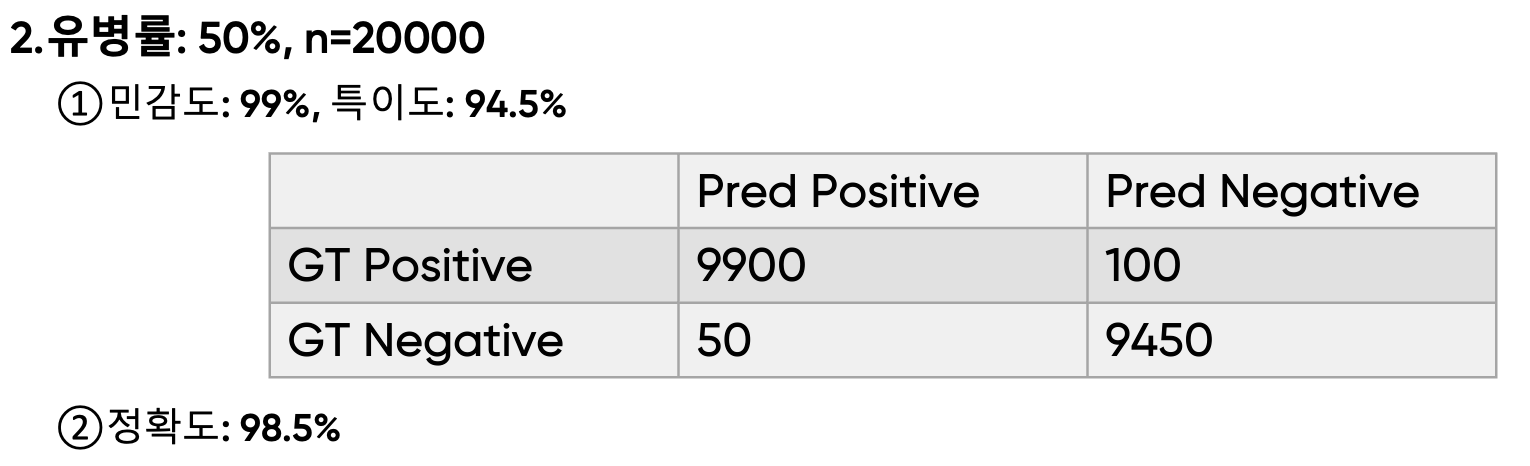 2.유병률: 50%, n=20000
①민감도: 99%, 특이도: 94.5%
Pred Positive Pred Negative
GT Positive 9900 100
GT Negative 50 9450
②정확도: 98.5%